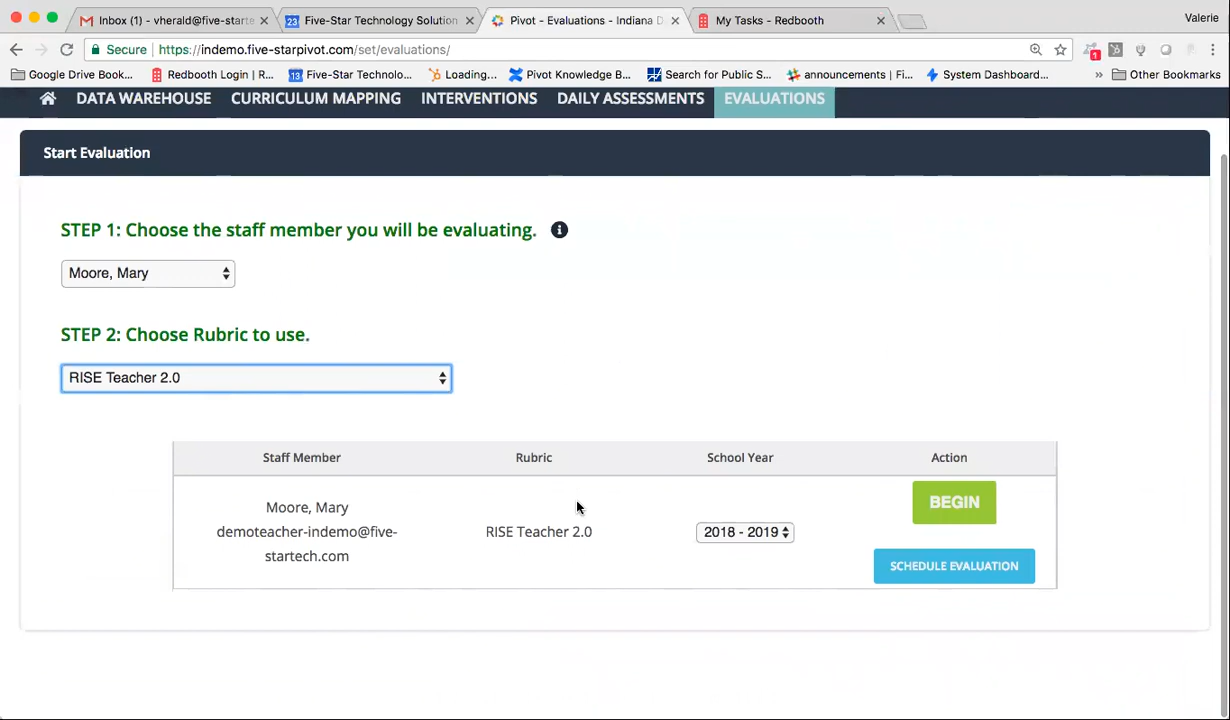 Inbox (1) - vherald@five-starte
23 Five-Star Technology Solution
Pivot - Evaluations - Indiana D
My Tasks - Redbooth
Valerie
Secure https://indemo.five-starpivot.com/set/evaluations/
1
Google Drive Book...
Redbooth Login | R...
13 Five-Star Technolo...
Loading...
Pivot Knowledge B...
Search for Public S...
announcements | Fi...
System Dashboard...
» Other Bookmarks
DATA WAREHOUSE CURRICULUM MAPPING INTERVENTIONS DAILY ASSESSMENTS EVALUATIONS
Start Evaluation
STEP 1: Choose the staff member you will be evaluating.
Moore, Mary
STEP 2: Choose Rubric to use.
RISE Teacher 2.0
Staff Member Rubric School Year Action
Moore, Mary
demoteacher-indemo@five-
startech.com
RISE Teacher 2.0
2018 - 2019
BEGIN
SCHEDULE EVALUATION